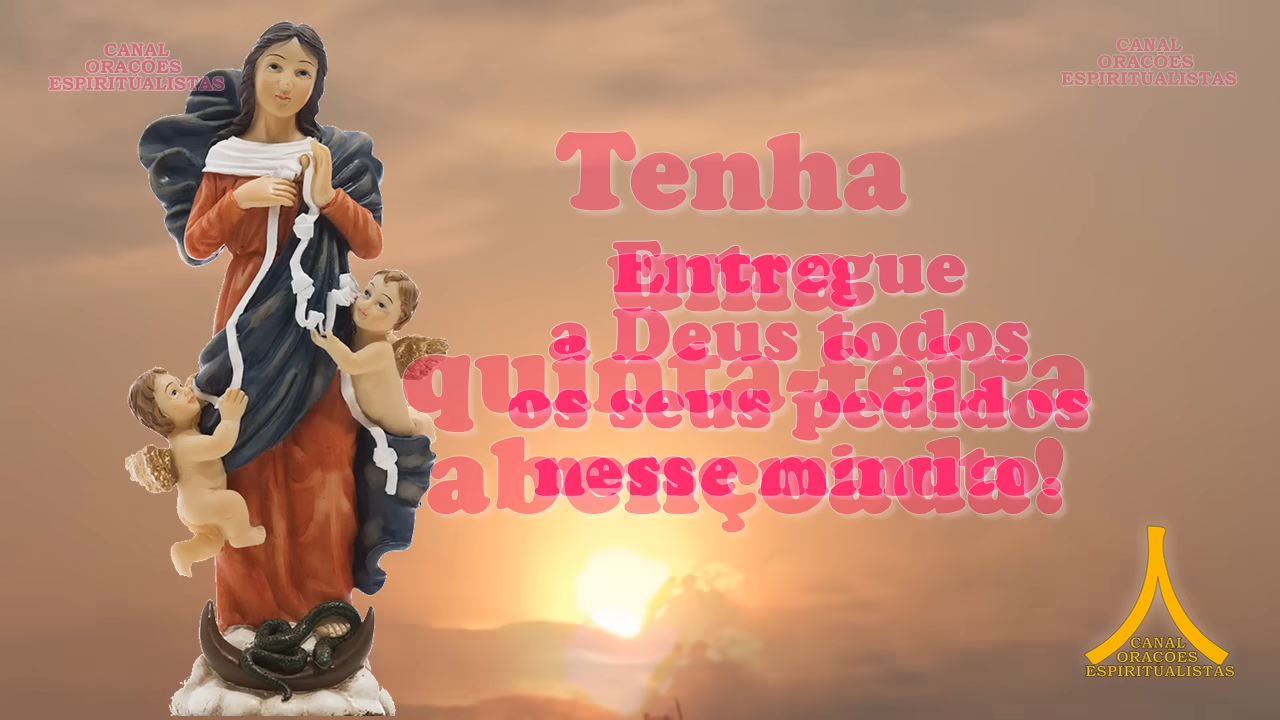 CANAL
ORAÇÕES
ESPIRITUALISTAS
CANAL
ORAÇÕES
ESPIRITUALISTAS
Tenha
uma
quinta-feira
abençoada!
Entregue
a Deus todos
os seus pedidos
nesse minuto!
CANAL
ORAÇÕES
ESPIRITUALISTAS